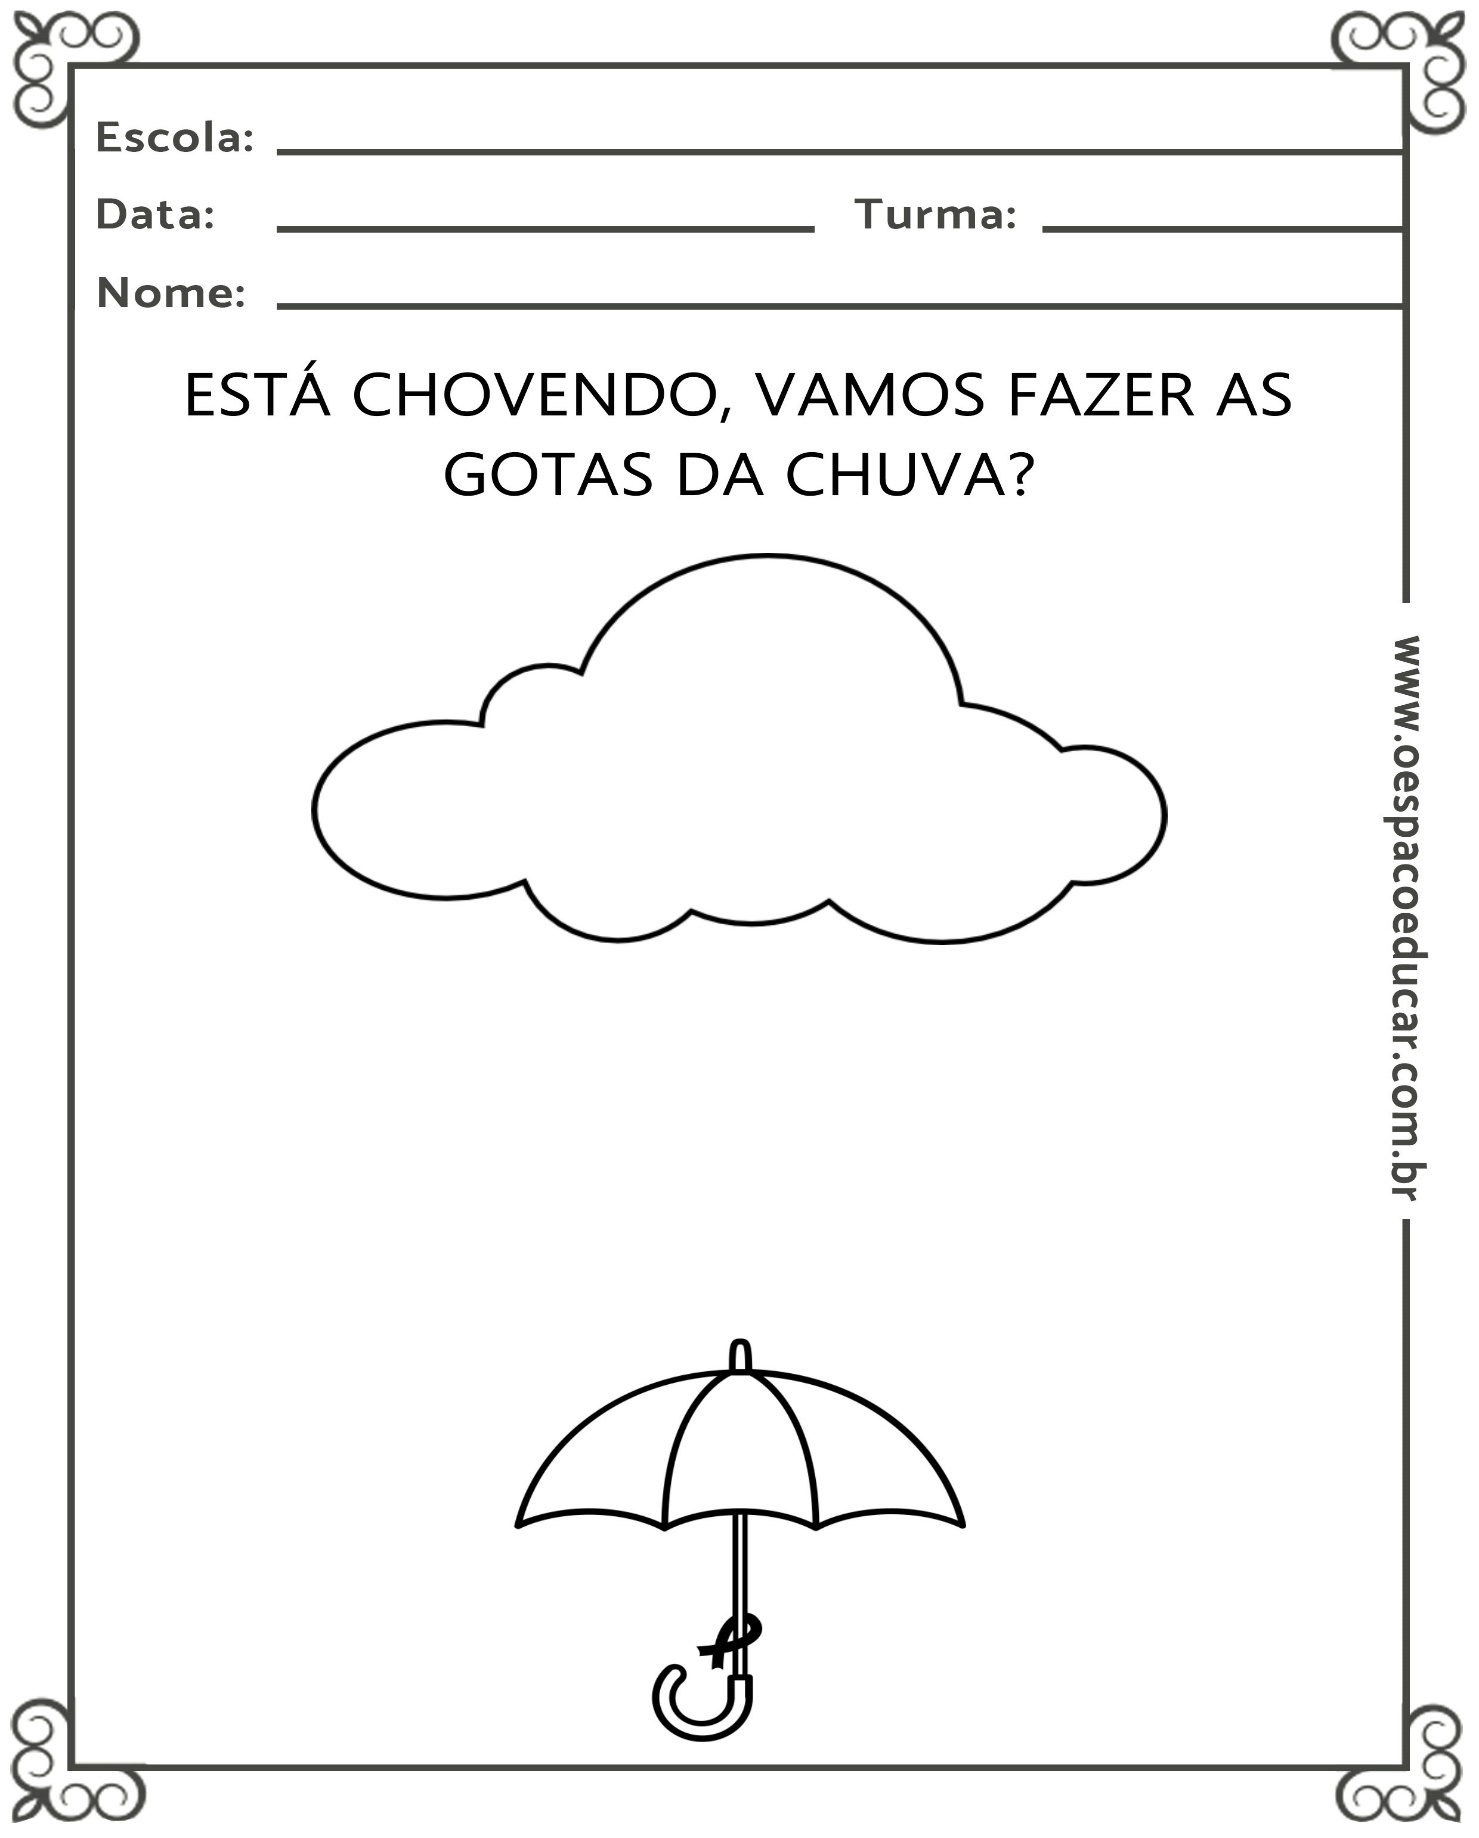 Escola:
Data: Turma:
Nome:
ESTÁ CHOVENDO, VAMOS FAZER AS
GOTAS DA CHUVA?
www.oespacoeducar.com.br